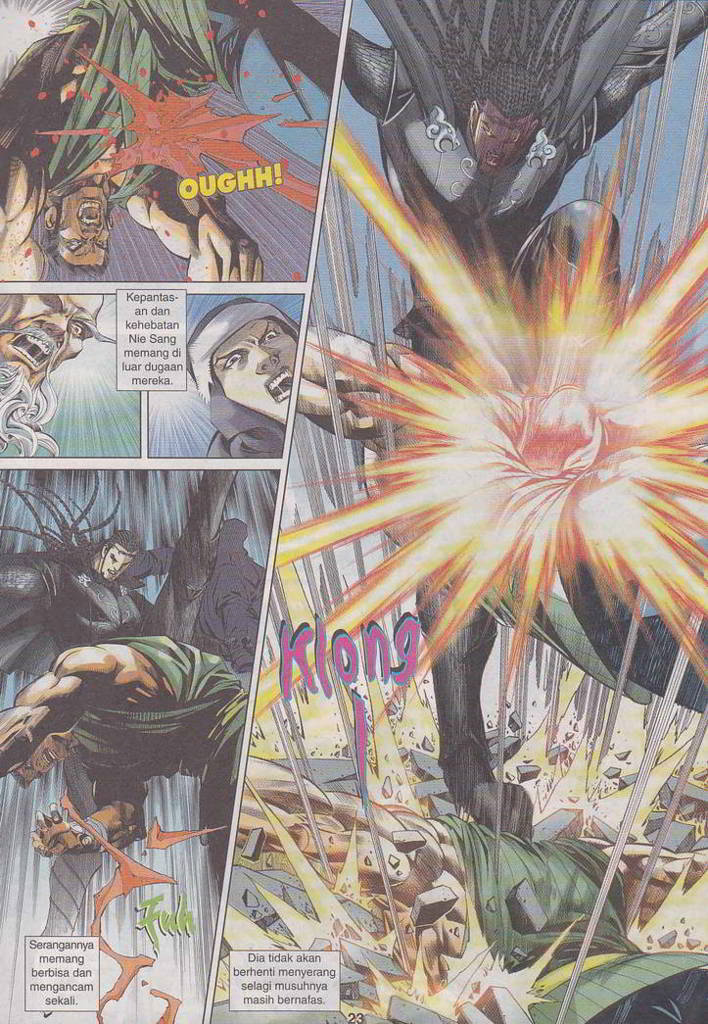 OUGHH!
Kepantas-
an dan
kehebatan
Nie Sang
memang di
luar dugaan
mereka.
Klong
Fuh
Serangannya
memang
berbisa dan
mengancam
sekali.
Dia tidak akan
berhenti menyerang
selagi musuhnya
masih bernafas.
23